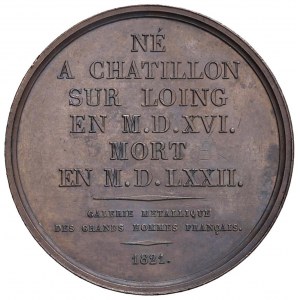 NÉ
A CHATILLON
SUR LOING
EN M.D.XVI.
MORT
EN M.D.LXXII.
GALERIE METALLIQUE
DES GRANDS HOMMES FRANÇAIS.
1821.